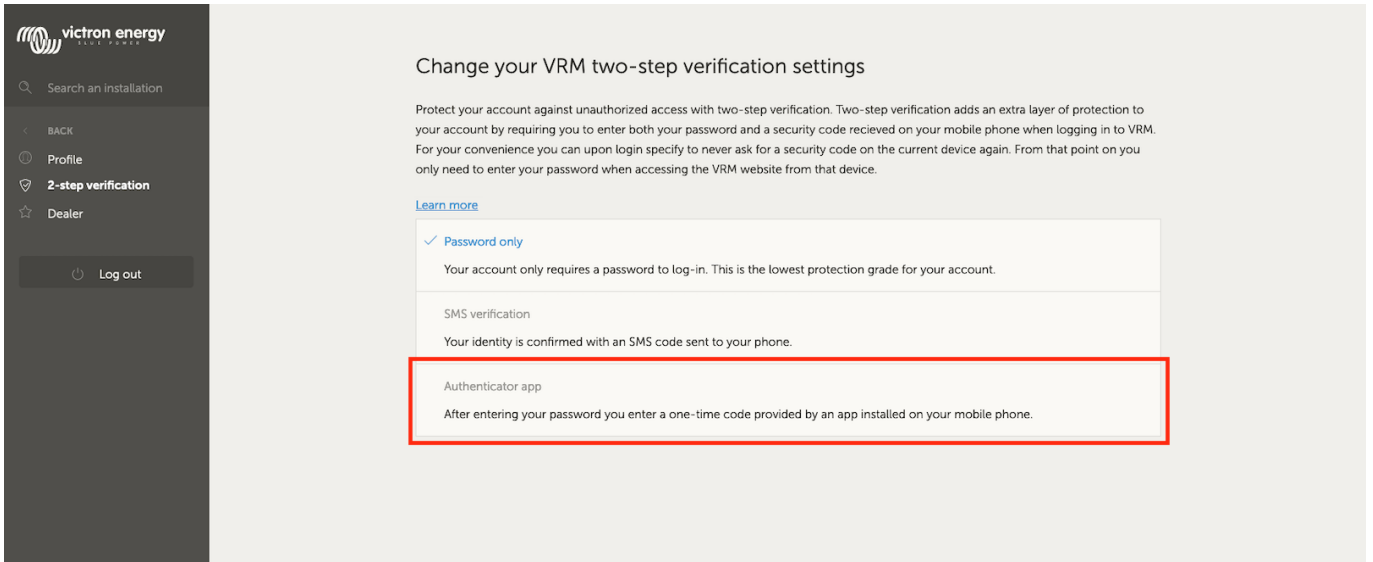 victron energy
BLUE POWER
Search an installation
BACK
Profile
2-step verification
Dealer
Log out
Change your VRM two-step verification settings
Protect your account against unauthorized access with two-step verification. Two-step verification adds an extra layer of protection to
your account by requiring you to enter both your password and a security code recieved on your mobile phone when logging in to VRM.
For your convenience you can upon login specify to never ask for a security code on the current device again. From that point on you
only need to enter your password when accessing the VRM website from that device.
Learn more
Password only
Your account only requires a password to log-in. This is the lowest protection grade for your account.
SMS verification
Your identity is confirmed with an SMS code sent to your phone.
Authenticator app
After entering your password you enter a one-time code provided by an app installed on your mobile phone.